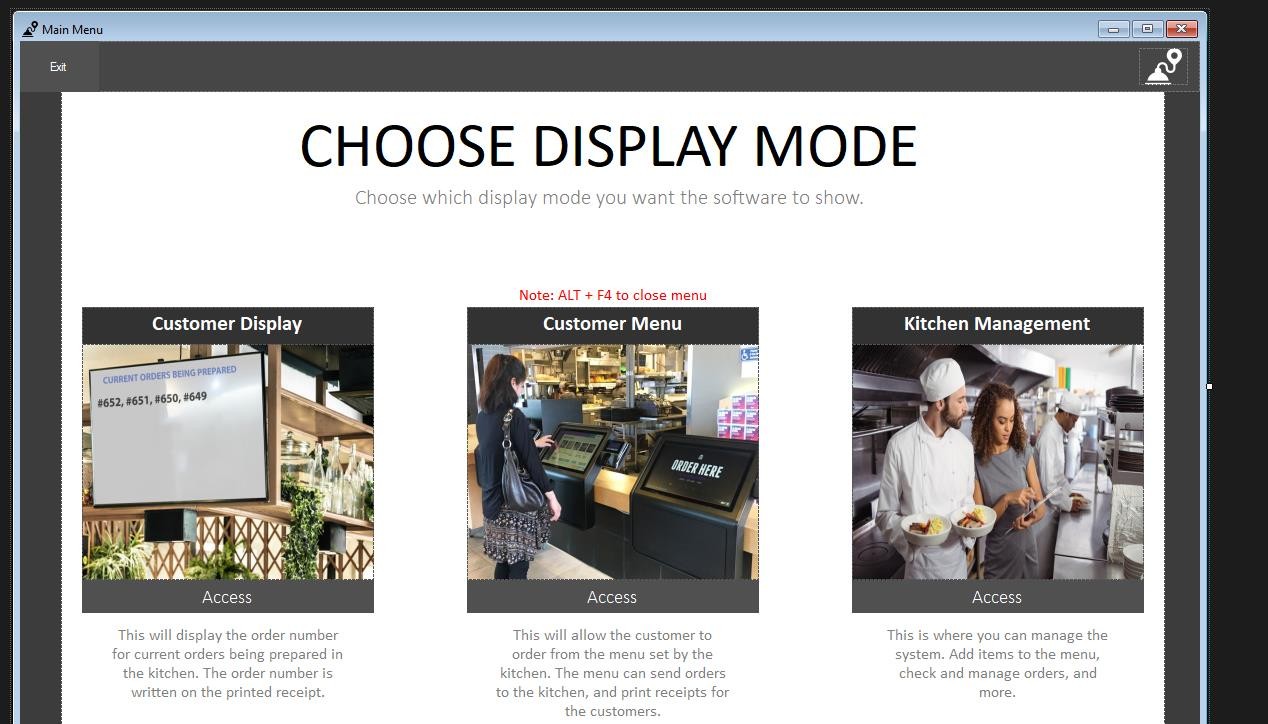 Main Menu
Exit
CHOOSE DISPLAY MODE
Choose which display mode you want the software to show.
Note: ALT + F4 to close menu
Customer Display
CURRENT ORDERS BEING PREPARED
#652, #651, #650, #649
Access
This will display the order number
for current orders being prepared in
the kitchen. The order number is
written on the printed receipt.
Customer Menu
ORDER HERE
Access
This will allow the customer to
order from the menu set by the
kitchen. The menu can send orders
to the kitchen, and print receipts for
the customers.
Kitchen Management
Access
This is where you can manage the
system. Add items to the menu,
check and manage orders, and
more.